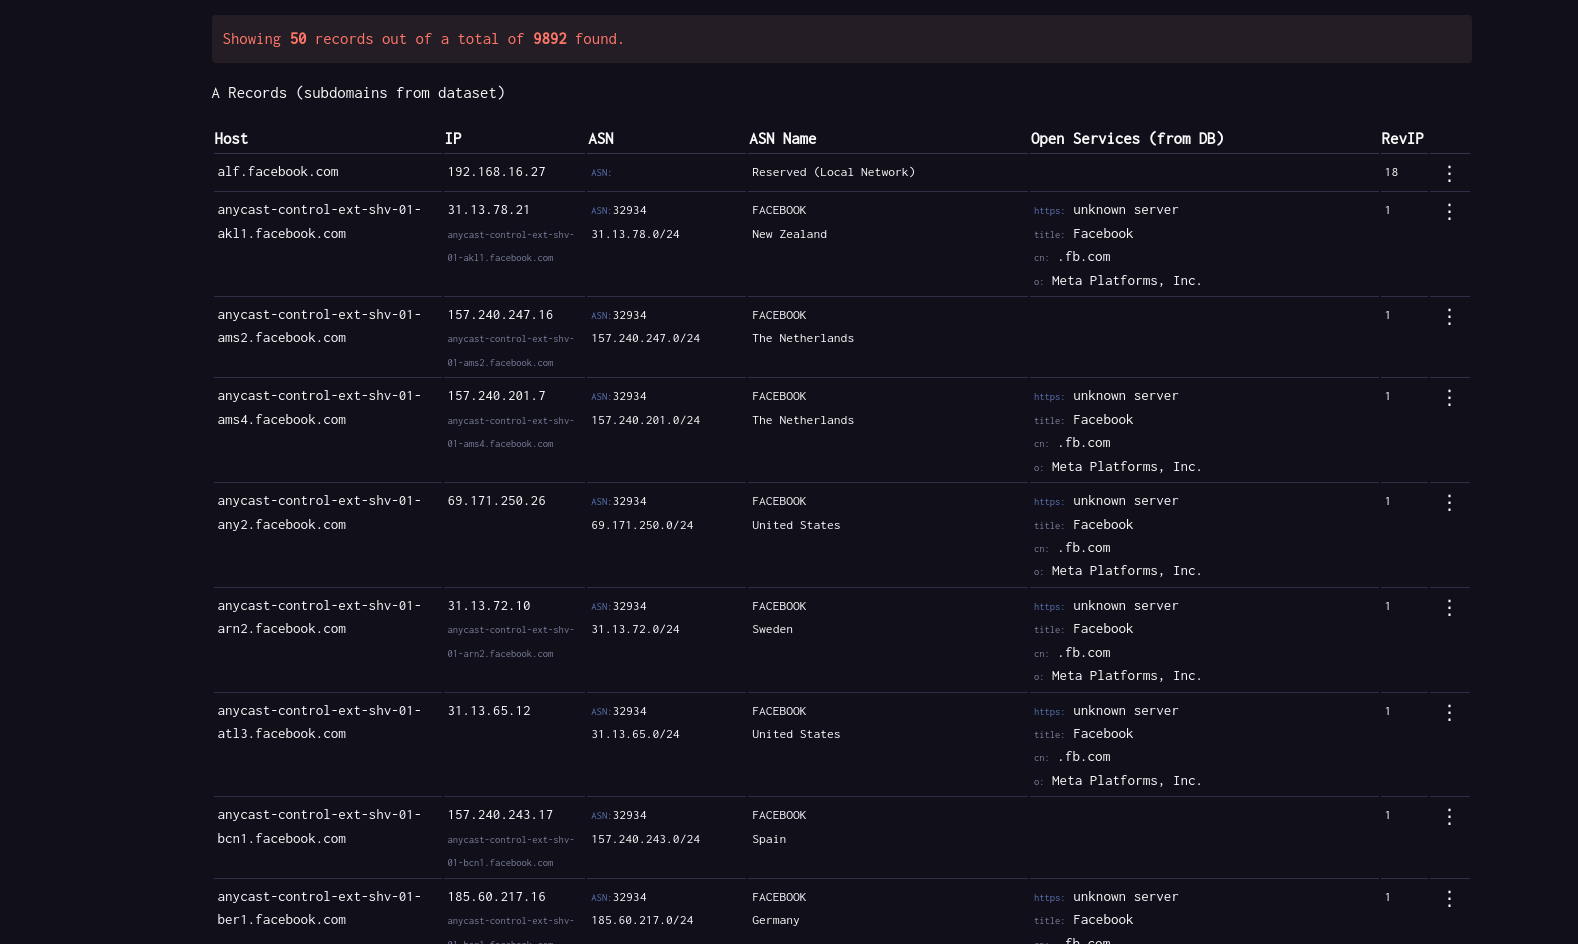 Showing 50 records out of a total of 9892 found.
A Records (subdomains from dataset)
Host IP ASN ASN Name Open Services (from DB) RevIP
alf.facebook.com 192.168.16.27 ASN: Reserved (Local Network) 18
anycast-control-ext-shv-01- 31.13.78.21 ASN:32934 FACEBOOK https: unknown server 1
akl1.facebook.com anycast-control-ext-shv- 31.13.78.0/24 New Zealand title: Facebook
01-akl1.facebook.com cn: .fb.com
o: Meta Platforms, Inc.
anycast-control-ext-shv-01- 157.240.247.16 ASN:32934 FACEBOOK 1
ams2.facebook.com anycast-control-ext-shv- 157.240.247.0/24 The Netherlands
01-ams2.facebook.com
anycast-control-ext-shv-01- 157.240.201.7 ASN:32934 FACEBOOK https: unknown server 1
ams4.facebook.com anycast-control-ext-shv- 157.240.201.0/24 The Netherlands title: Facebook
01-ams4.facebook.com cn: .fb.com
o: Meta Platforms, Inc.
anycast-control-ext-shv-01- 69.171.250.26 ASN:32934 FACEBOOK https: unknown server 1
any2.facebook.com 69.171.250.0/24 United States title: Facebook
cn: .fb.com
o: Meta Platforms, Inc.
anycast-control-ext-shv-01- 31.13.72.10 ASN:32934 FACEBOOK https: unknown server 1
arn2.facebook.com anycast-control-ext-shv- 31.13.72.0/24 Sweden title: Facebook
01-arn2.facebook.com cn: .fb.com
o: Meta Platforms, Inc.
anycast-control-ext-shv-01- 31.13.65.12 ASN:32934 FACEBOOK https: unknown server 1
atl3.facebook.com 31.13.65.0/24 United States title: Facebook
cn: .fb.com
o: Meta Platforms, Inc.
anycast-control-ext-shv-01- 157.240.243.17 ASN:32934 FACEBOOK 1
bcn1.facebook.com anycast-control-ext-shv- 157.240.243.0/24 Spain
01-bcn1.facebook.com
anycast-control-ext-shv-01- 185.60.217.16 ASN:32934 FACEBOOK https: unknown server 1
ber1.facebook.com anycast-control-ext-shv- 185.60.217.0/24 Germany title: Facebook
.fb.com